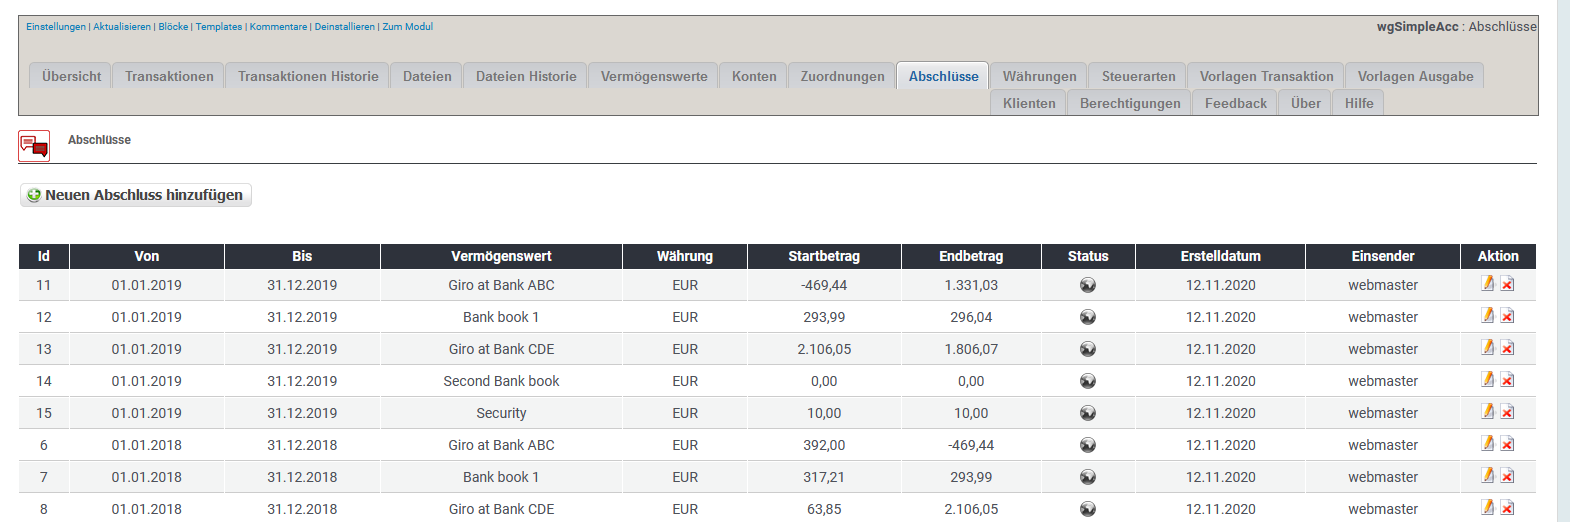 Einstellungen | Aktualisieren | Blöcke | Templates | Kommentare | Deinstallieren | Zum Modul
wgSimpleAcc : Abschlüsse
Übersicht Transaktionen Transaktionen Historie Dateien Dateien Historie Vermögenswerte Konten Zuordnungen Abschlüsse Währungen Steuerarten Vorlagen Transaktion Vorlagen Ausgabe
Klienten Berechtigungen Feedback Über Hilfe
Abschlüsse
Neuen Abschluss hinzufügen
Id Von Bis Vermögenswert Währung Startbetrag Endbetrag Status Erstelldatum Einsender Aktion
11 01.01.2019 31.12.2019 Giro at Bank ABC EUR -469,44 1.331,03 12.11.2020 webmaster
12 01.01.2019 31.12.2019 Bank book 1 EUR 293,99 296,04 12.11.2020 webmaster
13 01.01.2019 31.12.2019 Giro at Bank CDE EUR 2.106,05 1.806,07 12.11.2020 webmaster
14 01.01.2019 31.12.2019 Second Bank book EUR 0,00 0,00 12.11.2020 webmaster
15 01.01.2019 31.12.2019 Security EUR 10,00 10,00 12.11.2020 webmaster
6 01.01.2018 31.12.2018 Giro at Bank ABC EUR 392,00 -469,44 12.11.2020 webmaster
7 01.01.2018 31.12.2018 Bank book 1 EUR 317,21 293,99 12.11.2020 webmaster
8 01.01.2018 31.12.2018 Giro at Bank CDE EUR 63,85 2.106,05 12.11.2020 webmaster